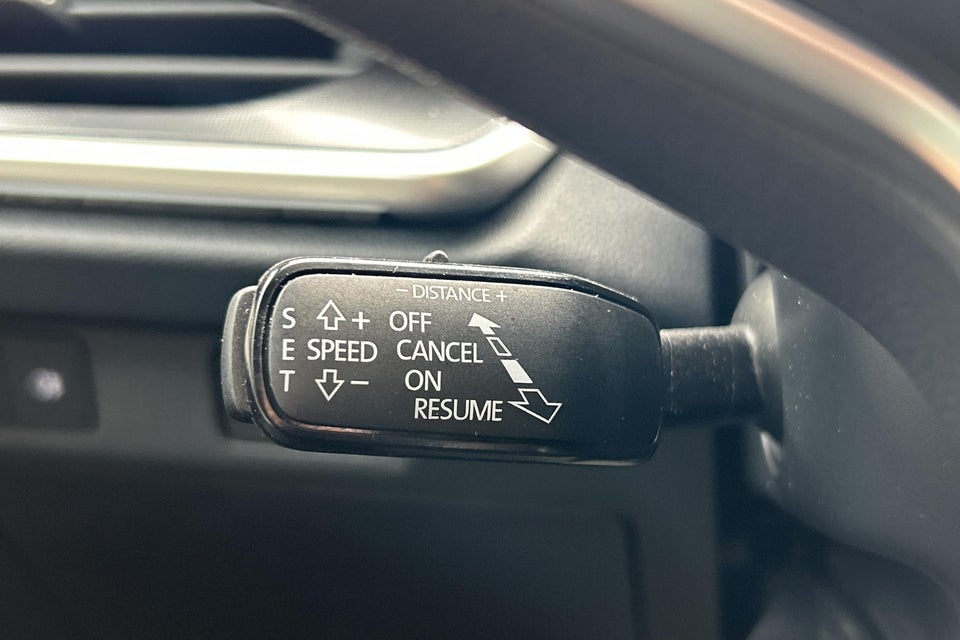 − DISTANCE +
S + OFF
E SPEED CANCEL
T − ON
RESUME